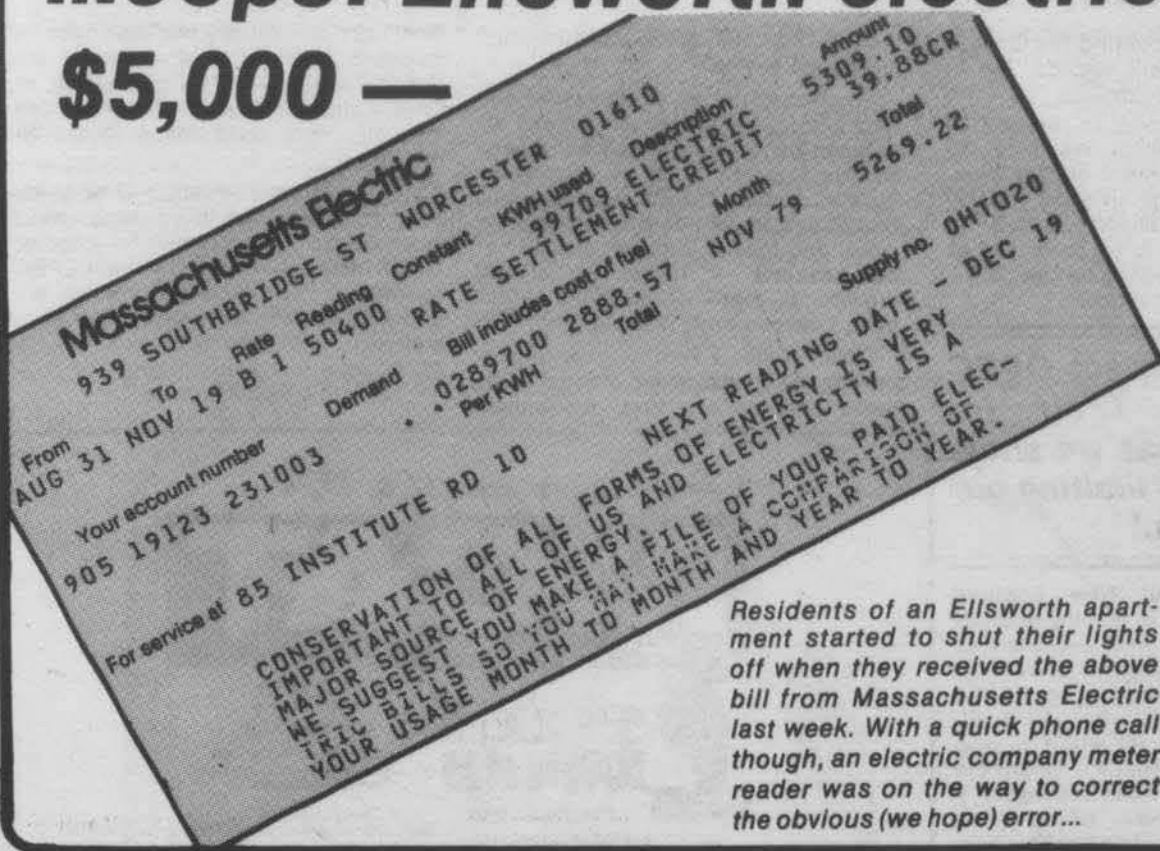 Ellsworth
$5,000 —
Massachusetts Electric
939 SOUTHBRIDGE ST WORCESTER 01610
From To Rate Reading Constant KWH used Description Amount
AUG 31 NOV 19 B 1 50400 99709 ELECTRIC 5309.10
RATE SETTLEMENT CREDIT 39.88CR
Your account number Demand Bill includes cost of fuel Month Total
905 19123 231003 . .0289700 2888.57 NOV 79 5269.22
Per KWH Total Supply no. 0HT020
For service at 85 INSTITUTE RD 10 NEXT READING DATE - DEC 19
CONSERVATION OF ALL FORMS OF ENERGY IS VERY
IMPORTANT TO ALL OF US AND ELECTRICITY IS A
MAJOR SOURCE OF ENERGY.
WE SUGGEST YOU MAKE A FILE OF YOUR PAID ELEC-
TRIC BILLS SO YOU MAY MAKE A COMPARISON OF
YOUR USAGE MONTH TO MONTH AND YEAR TO YEAR.
Residents of an Ellsworth apart-
ment started to shut their lights
off when they received the above
bill from Massachusetts Electric
last week. With a quick phone call
though, an electric company meter
reader was on the way to correct
the obvious (we hope) error...